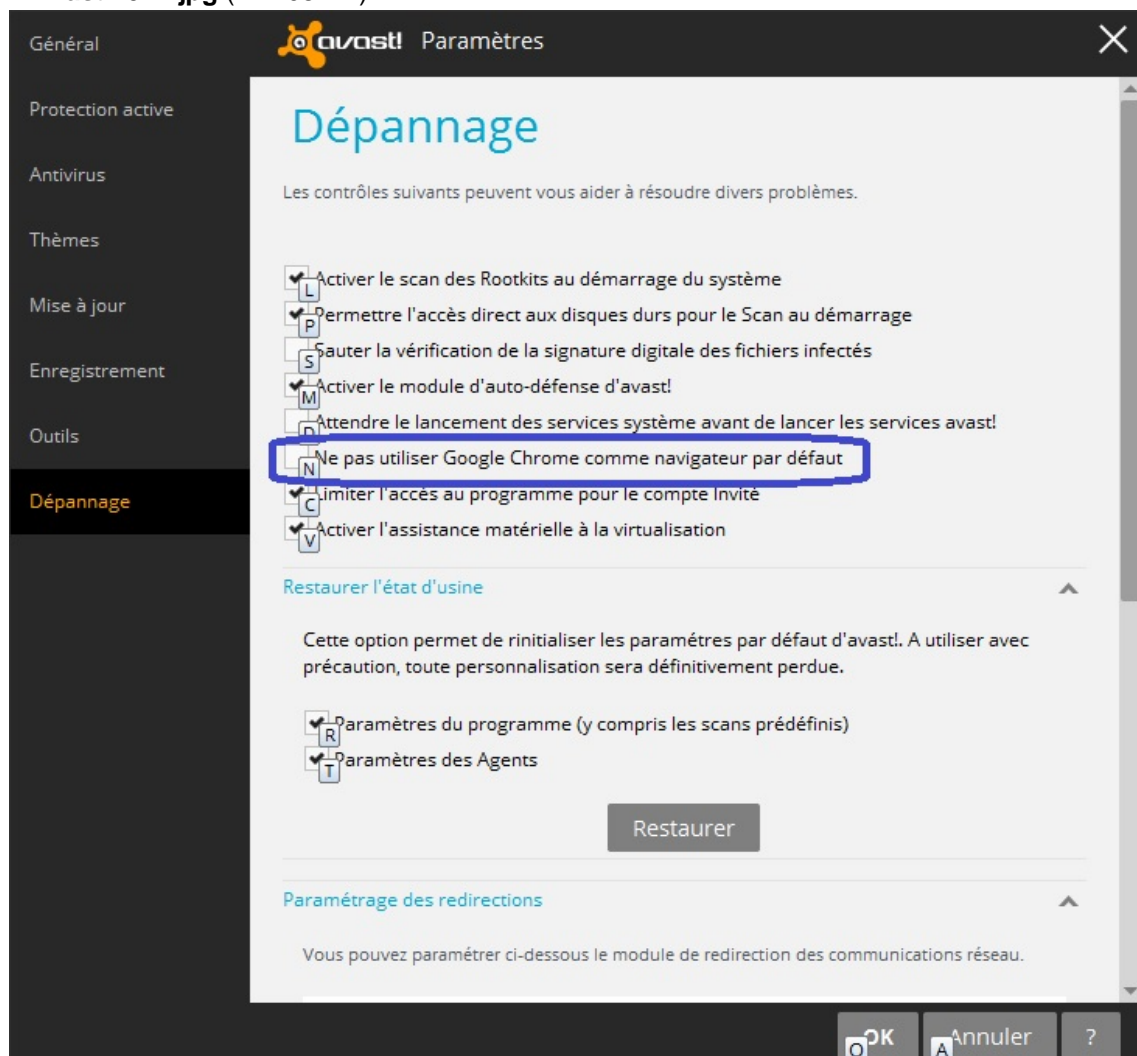 Général
avast! Paramètres
Protection active
Dépannage
Antivirus
Les contrôles suivants peuvent vous aider à résoudre divers problèmes.
Thèmes
Activer le scan des Rootkits au démarrage du système
L
Mise à jour
Permettre l'accès direct aux disques durs pour le Scan au démarrage
P
Sauter la vérification de la signature digitale des fichiers infectés
S
Enregistrement
Activer le module d'auto-défense d'avast!
M
Attendre le lancement des services système avant de lancer les services avast!
D
Outils
Ne pas utiliser Google Chrome comme navigateur par défaut
N
Dépannage
Limiter l'accès au programme pour le compte Invité
C
Activer l'assistance matérielle à la virtualisation
V
Restaurer l'état d'usine
Cette option permet de rinitialiser les paramétres par défaut d'avast!. A utiliser avec
précaution, toute personnalisation sera définitivement perdue.
Paramètres du programme (y compris les scans prédéfinis)
R
Paramètres des Agents
T
Restaurer
Paramétrage des redirections
Vous pouvez paramétrer ci-dessous le module de redirection des communications réseau.
OK
O
Annuler
A
?